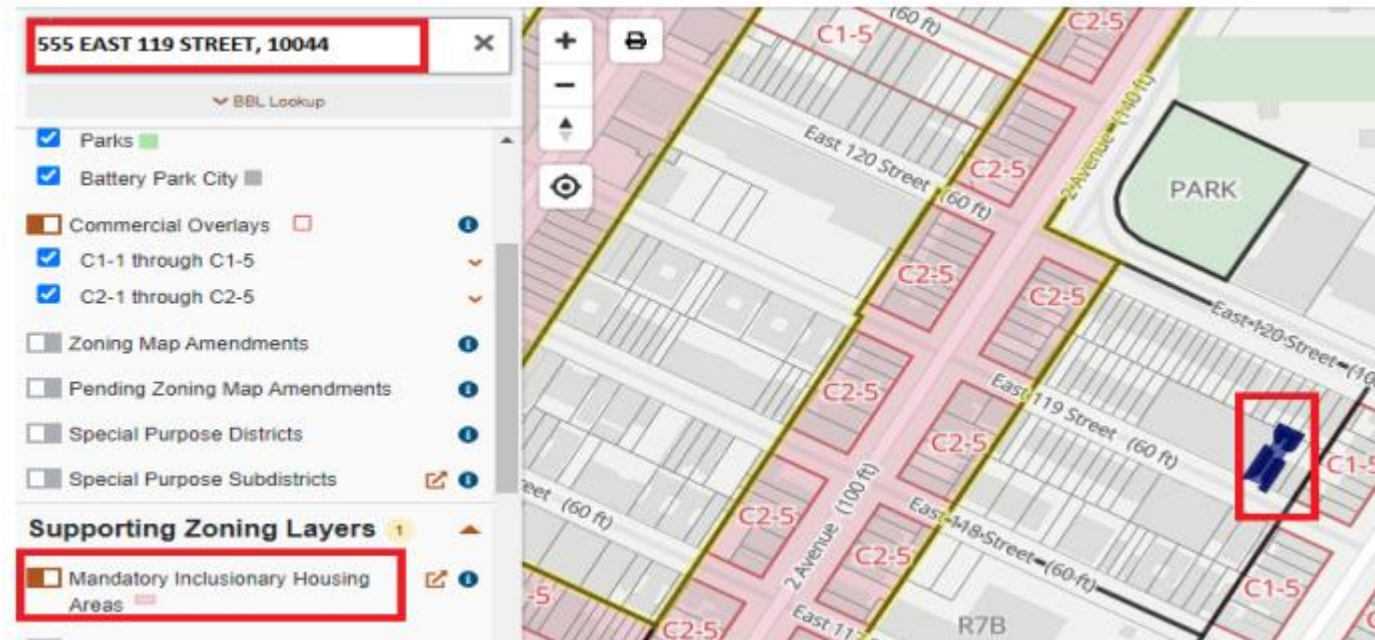 555 EAST 119 STREET, 10044
BBL Lookup
Parks
Battery Park City
Commercial Overlays
C1-1 through C1-5
C2-1 through C2-5
Zoning Map Amendments
Pending Zoning Map Amendments
Special Purpose Districts
Special Purpose Subdistricts
Supporting Zoning Layers 1
Mandatory Inclusionary Housing
Areas
(60 ft)
C1-5
C2-5
2 Avenue (140 ft)
East 120 Street (60 ft)
C2-5
PARK
C2-5
C2-5
East 120 Street (10
C2-5
East 119 Street (60 ft)
C2-5
C1-5
reet (60 ft)
C2-5
2 Avenue (100 ft)
C2-5
East 118 Street (60 ft)
C1-5
-5
C2-5
East 11
R7B